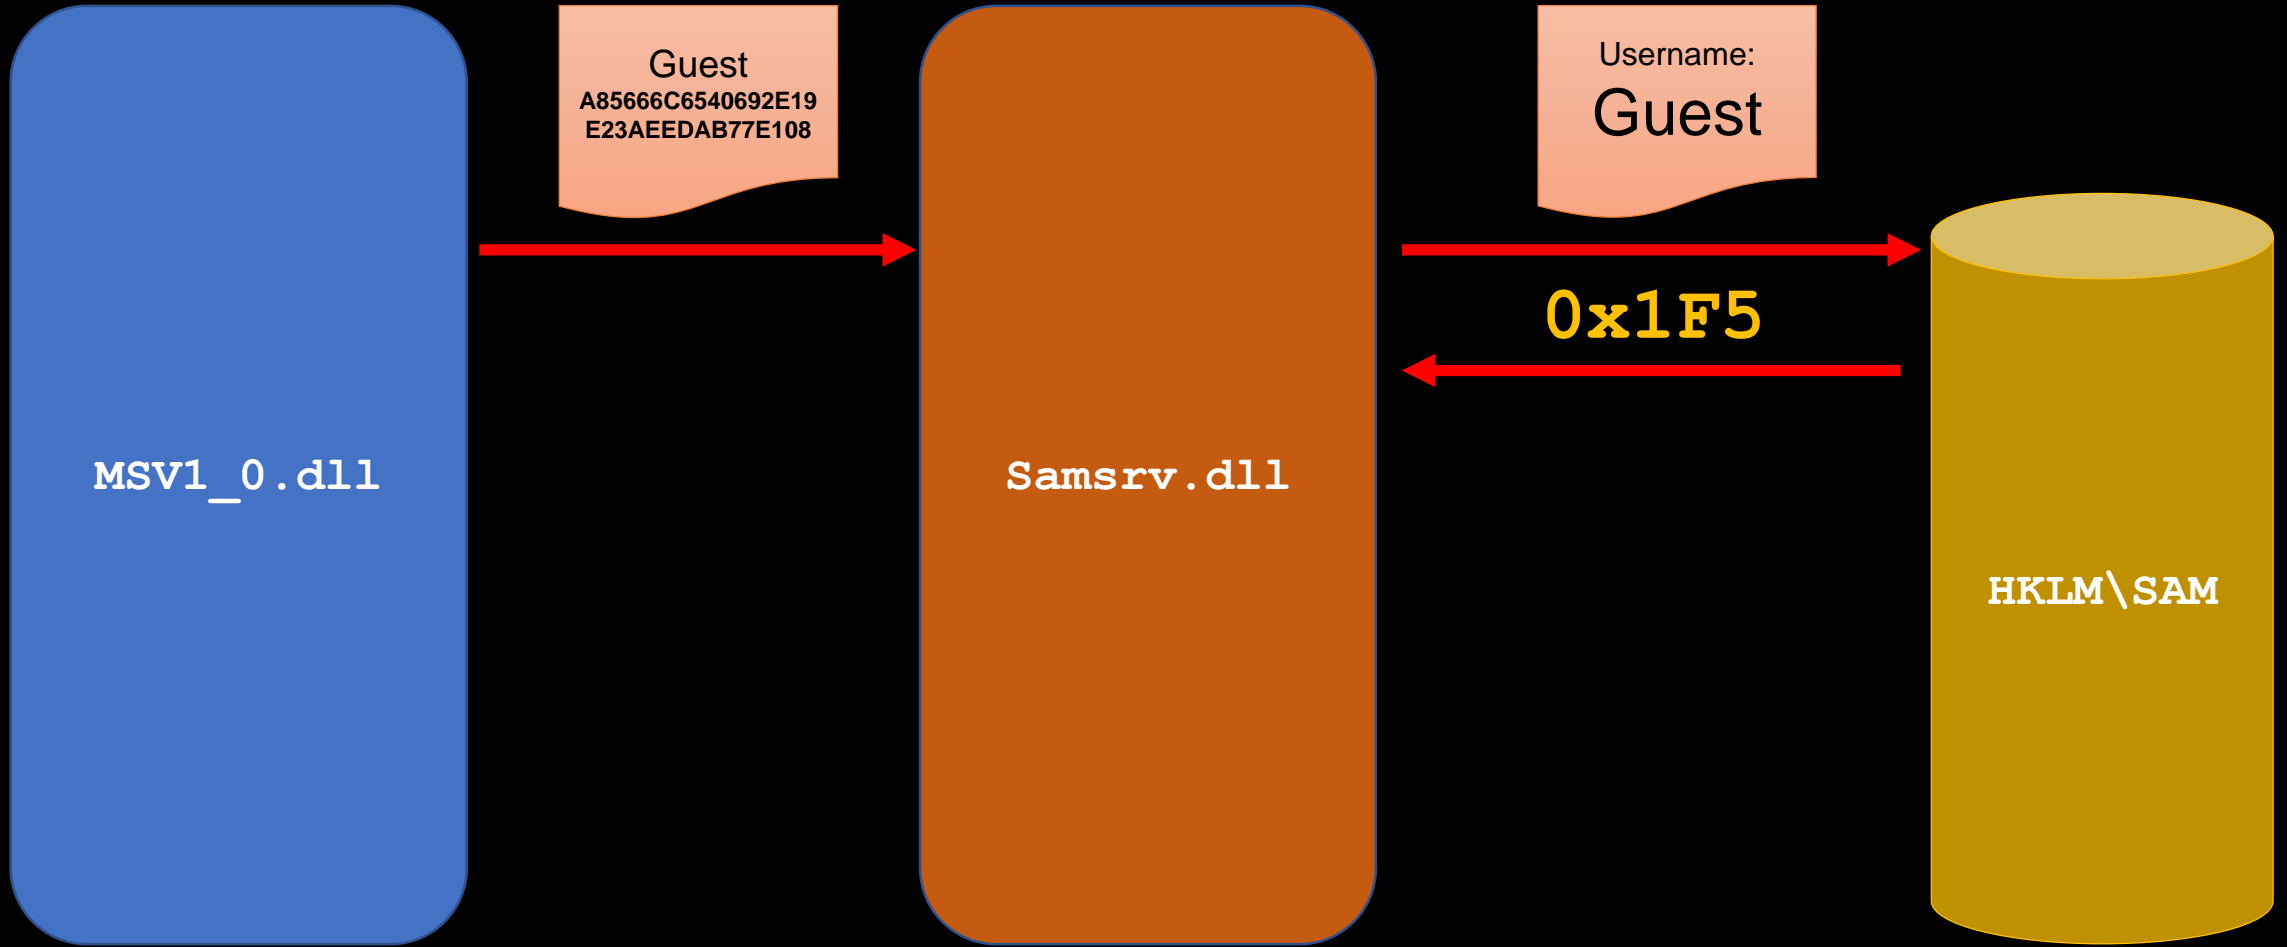 Guest
A85666C6540692E19
E23AEEDAB77E108
Username:
Guest
0x1F5
MSV1_0.dll
Samsrv.dll
HKLM\SAM